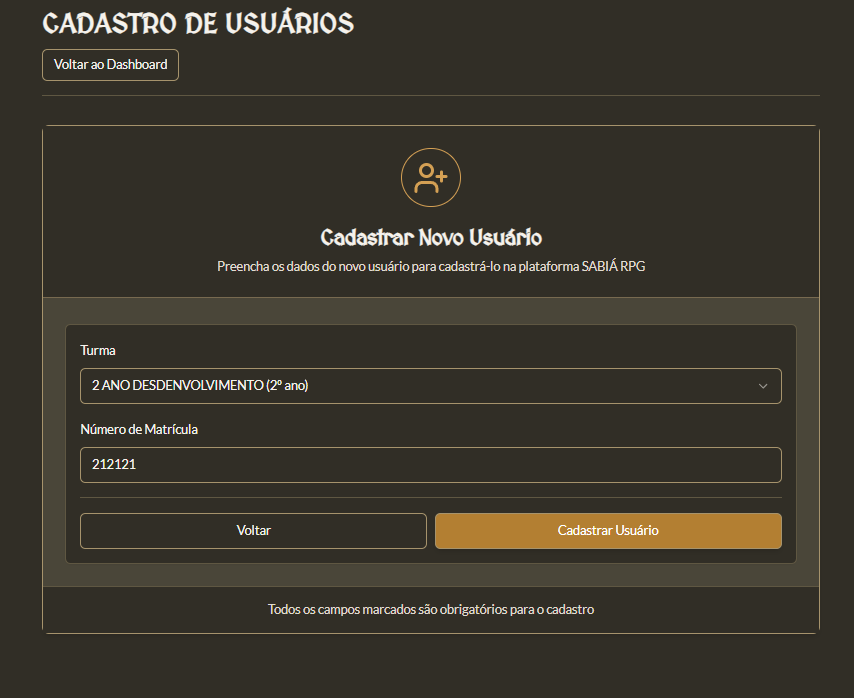 CADASTRO DE USUÁRIOS
Voltar ao Dashboard
Cadastrar Novo Usuário
Preencha os dados do novo usuário para cadastrá-lo na plataforma SABIÁ RPG
Turma
2 ANO DESDENVOLVIMENTO (2º ano)
Número de Matrícula
212121
Voltar
Cadastrar Usuário
Todos os campos marcados são obrigatórios para o cadastro